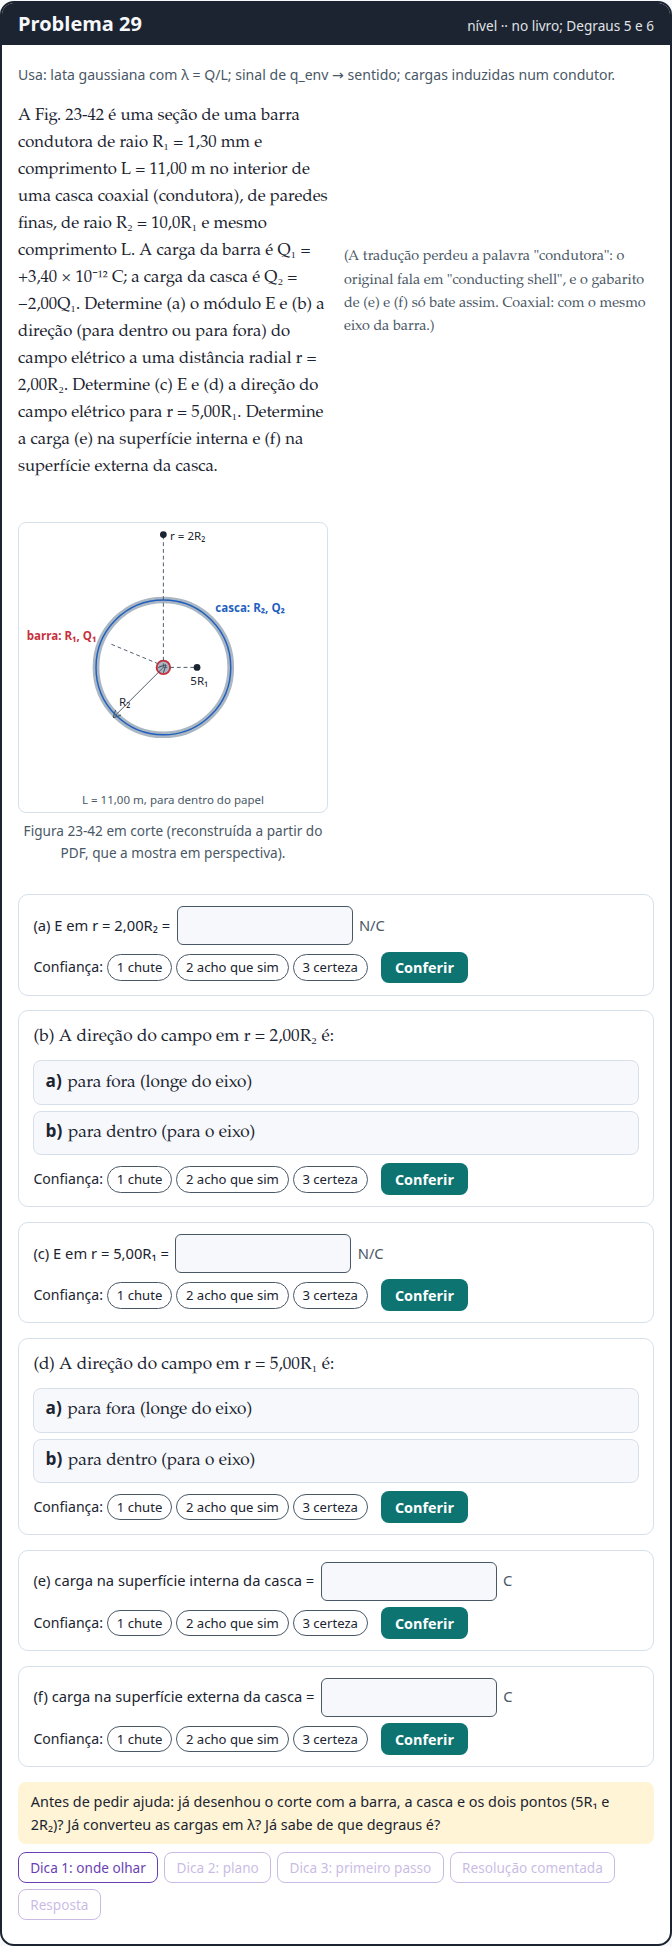 Problema 29
nível ·· no livro; Degraus 5 e 6
Usa: lata gaussiana com λ = Q/L; sinal de q_env → sentido; cargas induzidas num condutor.
A Fig. 23-42 é uma seção de uma barra
condutora de raio R₁ = 1,30 mm e
comprimento L = 11,00 m no interior de
uma casca coaxial (condutora), de paredes
finas, de raio R₂ = 10,0R₁ e mesmo
comprimento L. A carga da barra é Q₁ =
+3,40 × 10⁻¹² C; a carga da casca é Q₂ =
−2,00Q₁. Determine (a) o módulo E e (b) a
direção (para dentro ou para fora) do
campo elétrico a uma distância radial r =
2,00R₂. Determine (c) E e (d) a direção do
campo elétrico para r = 5,00R₁. Determine
a carga (e) na superfície interna e (f) na
superfície externa da casca.
(A tradução perdeu a palavra "condutora": o
original fala em "conducting shell", e o gabarito
de (e) e (f) só bate assim. Coaxial: com o mesmo
eixo da barra.)
r = 2R₂
casca: R₂, Q₂
barra: R₁, Q₁
5R₁
R₂
L = 11,00 m, para dentro do papel
Figura 23-42 em corte (reconstruída a partir do
PDF, que a mostra em perspectiva).
(a) E em r = 2,00R₂ = N/C
Confiança: 1 chute 2 acho que sim 3 certeza Conferir
(b) A direção do campo em r = 2,00R₂ é:
a) para fora (longe do eixo)
b) para dentro (para o eixo)
Confiança: 1 chute 2 acho que sim 3 certeza Conferir
(c) E em r = 5,00R₁ = N/C
Confiança: 1 chute 2 acho que sim 3 certeza Conferir
(d) A direção do campo em r = 5,00R₁ é:
a) para fora (longe do eixo)
b) para dentro (para o eixo)
Confiança: 1 chute 2 acho que sim 3 certeza Conferir
(e) carga na superfície interna da casca = C
Confiança: 1 chute 2 acho que sim 3 certeza Conferir
(f) carga na superfície externa da casca = C
Confiança: 1 chute 2 acho que sim 3 certeza Conferir
Antes de pedir ajuda: já desenhou o corte com a barra, a casca e os dois pontos (5R₁ e
2R₂)? Já converteu as cargas em λ? Já sabe de que degraus é?
Dica 1: onde olhar Dica 2: plano Dica 3: primeiro passo Resolução comentada
Resposta